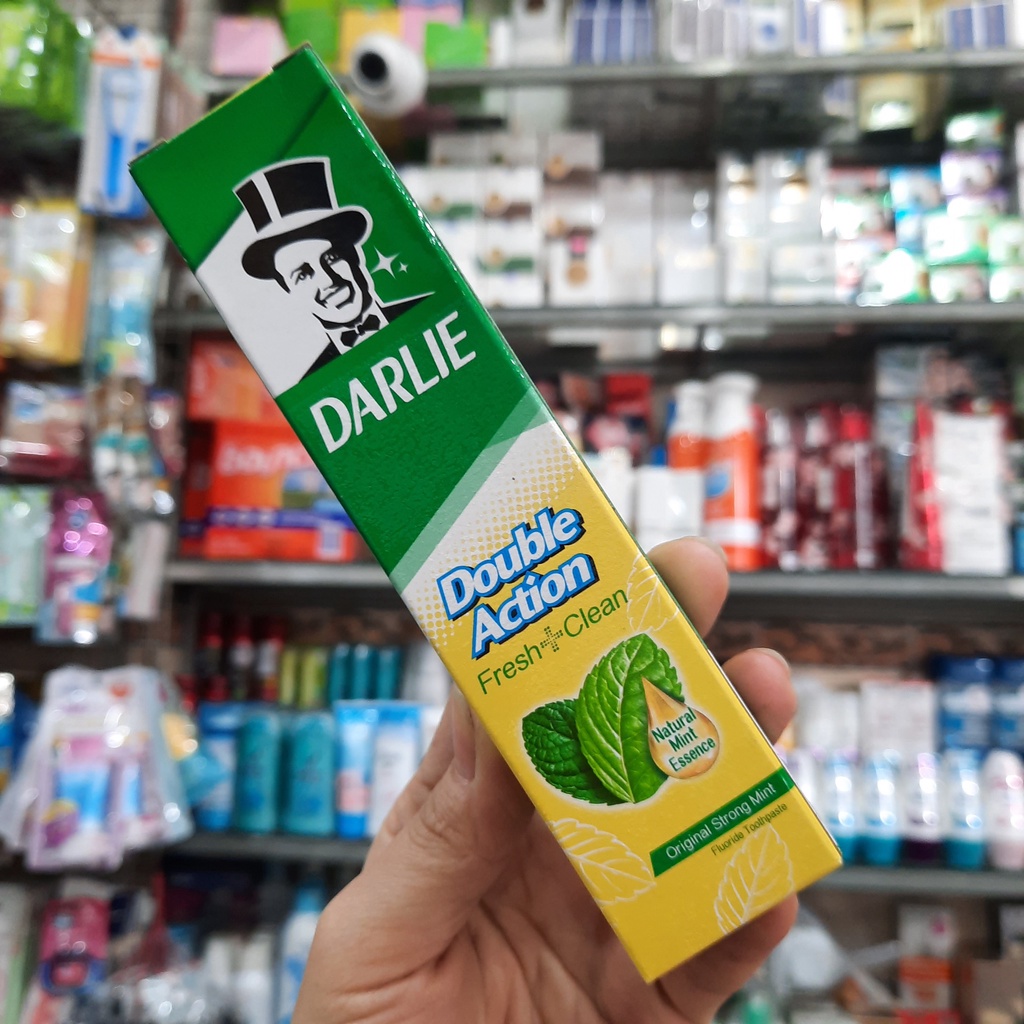 DARLIE
Double
Action
Fresh+Clean
Natural
Mint
Essence
Original Strong Mint
Fluoride Toothpaste